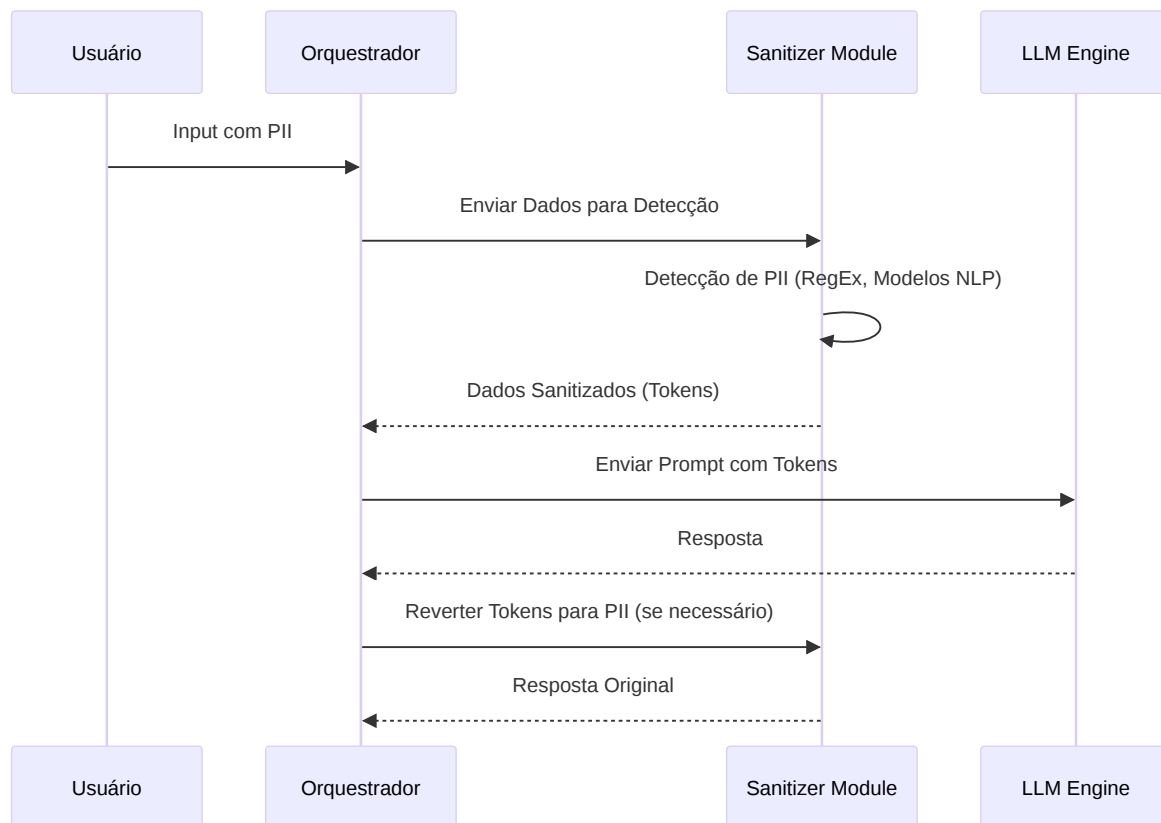 Usuário
Orquestrador
Sanitizer Module
LLM Engine
Input com PII
Enviar Dados para Detecção
Detecção de PII (RegEx, Modelos NLP)
Dados Sanitizados (Tokens)
Enviar Prompt com Tokens
Resposta
Reverter Tokens para PII (se necessário)
Resposta Original
Usuário
Orquestrador
Sanitizer Module
LLM Engine